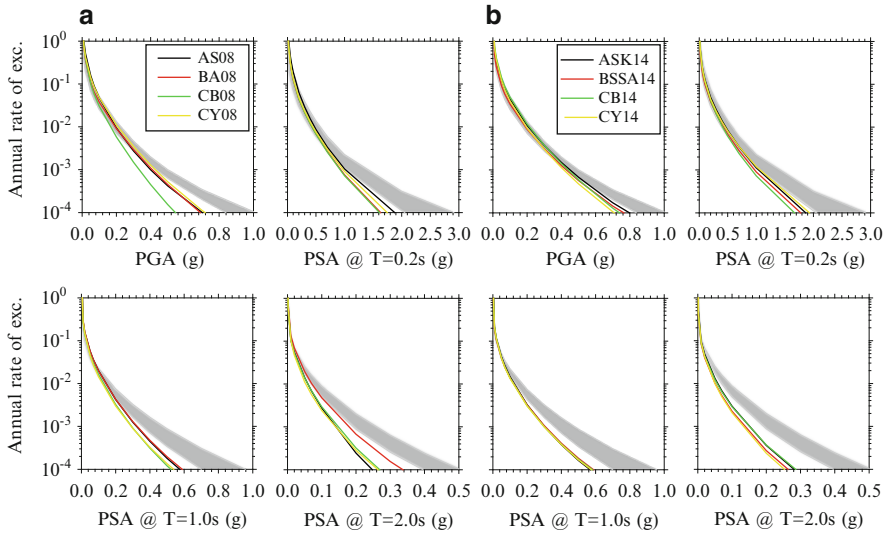 a
b
Annual rate of exc.
10^0
10^-1
10^-2
10^-3
10^-4
AS08
BA08
CB08
CY08
0.0 0.2 0.4 0.6 0.8 1.0
PGA (g)
0.0 0.5 1.0 1.5 2.0 2.5 3.0
PSA @ T=0.2s (g)
ASK14
BSSA14
CB14
CY14
0.0 0.2 0.4 0.6 0.8 1.0
PGA (g)
0.0 0.5 1.0 1.5 2.0 2.5 3.0
PSA @ T=0.2s (g)
Annual rate of exc.
10^0
10^-1
10^-2
10^-3
10^-4
0.0 0.2 0.4 0.6 0.8 1.0
PSA @ T=1.0s (g)
0.0 0.1 0.2 0.3 0.4 0.5
PSA @ T=2.0s (g)
0.0 0.2 0.4 0.6 0.8 1.0
PSA @ T=1.0s (g)
0.0 0.1 0.2 0.3 0.4 0.5
PSA @ T=2.0s (g)